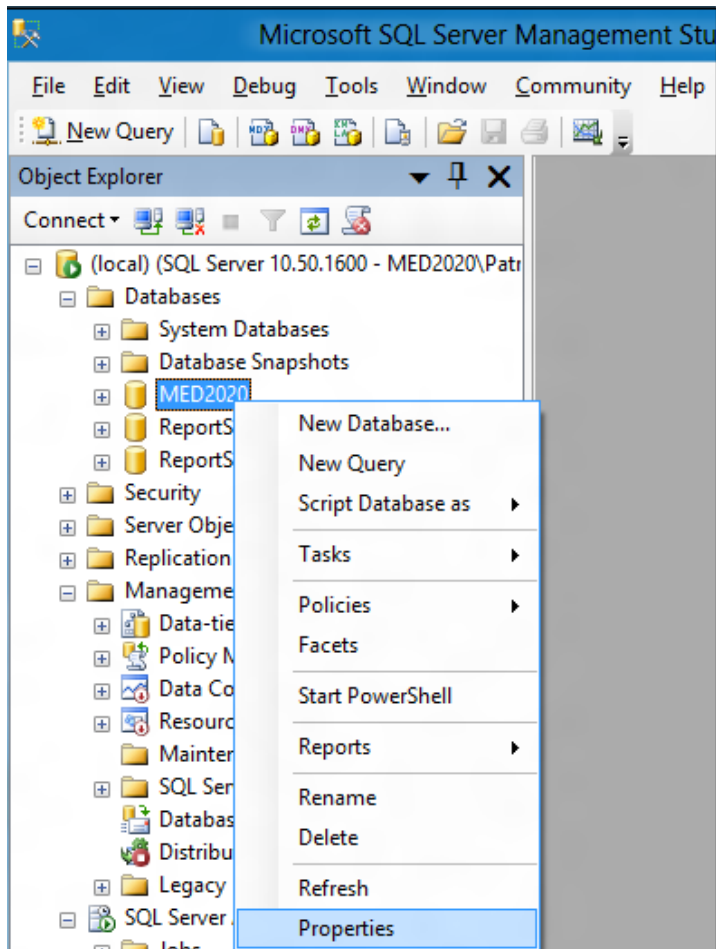 Microsoft SQL Server Management Stu
File Edit View Debug Tools Window Community Help
New Query
Object Explorer
Connect
(local) (SQL Server 10.50.1600 - MED2020\Patr
Databases
System Databases
Database Snapshots
MED2020
ReportS
ReportS
Security
Server Obje
Replication
Manageme
Data-tie
Policy M
Data Co
Resourc
Mainter
SQL Ser
Databas
Distribu
Legacy
SQL Server
Jobs
New Database...
New Query
Script Database as
Tasks
Policies
Facets
Start PowerShell
Reports
Rename
Delete
Refresh
Properties